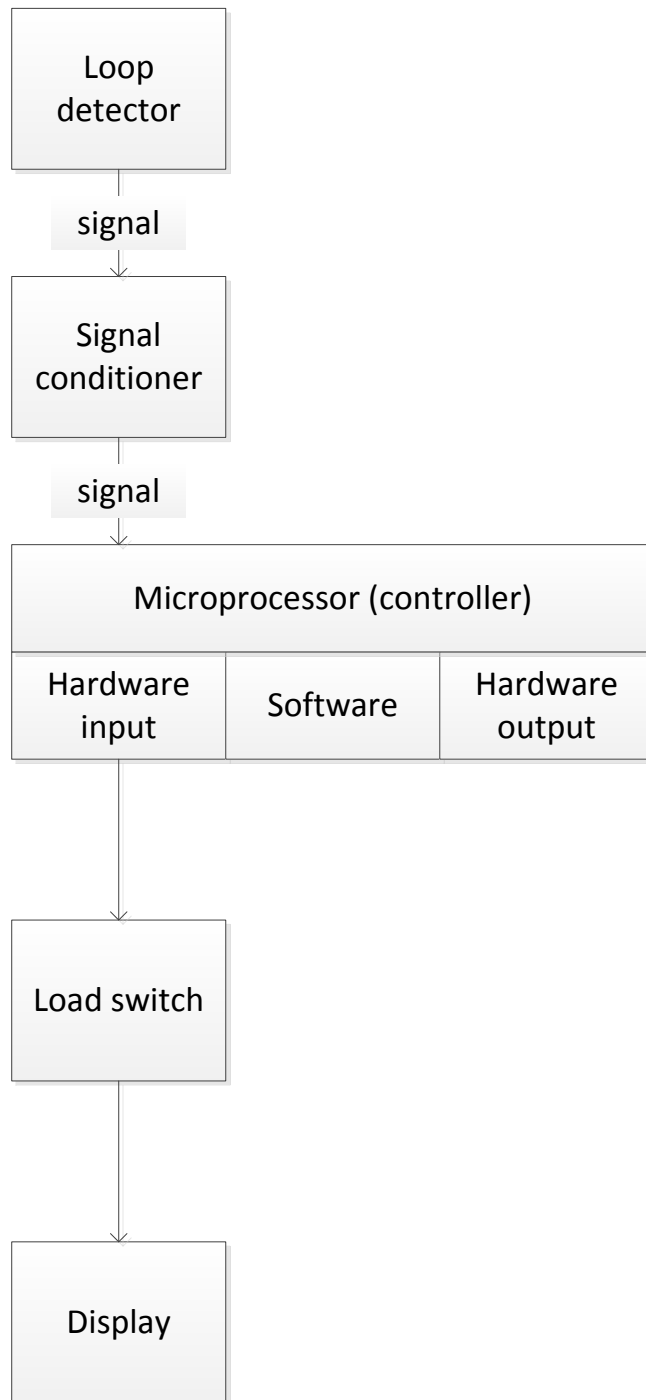 Loop
detector
signal
Signal
conditioner
signal
Microprocessor (controller)
Hardware
input
Software
Hardware
output
Load switch
Display